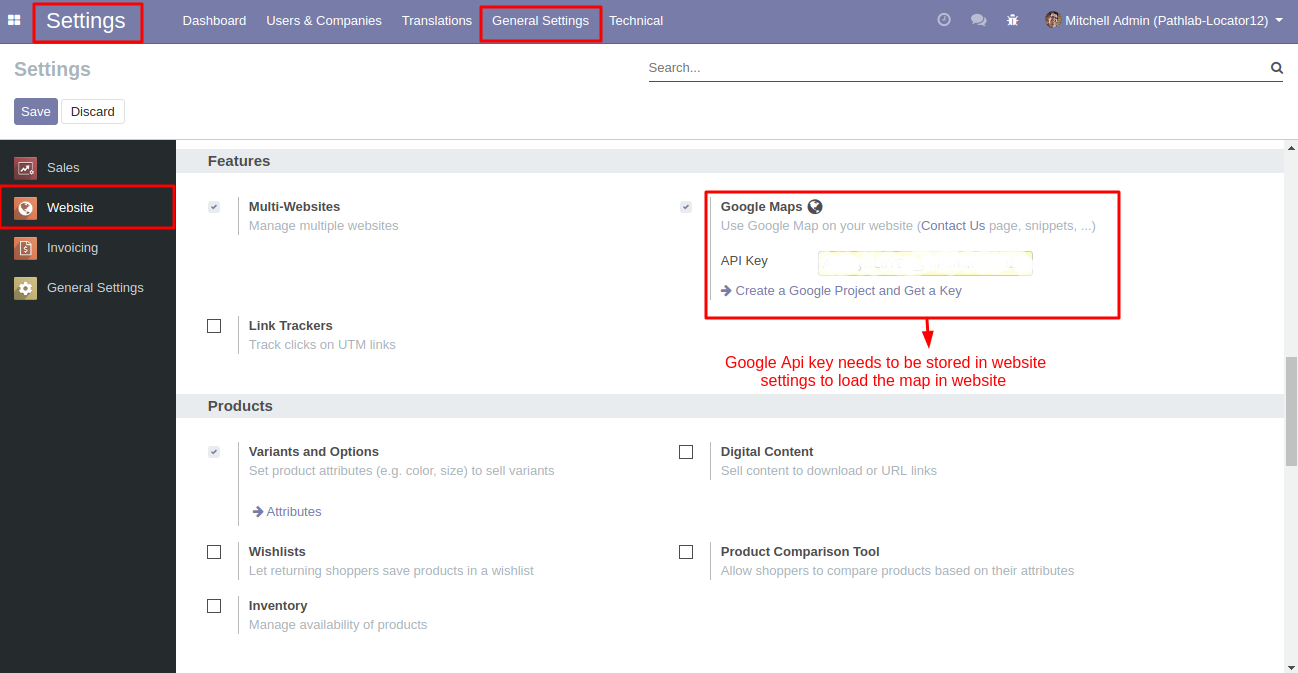 Settings
Dashboard Users & Companies Translations General Settings Technical
Mitchell Admin (Pathlab-Locator12)
Settings
Search...
Save Discard
Sales
Website
Invoicing
General Settings
Features
Multi-Websites
Manage multiple websites
Google Maps
Use Google Map on your website (Contact Us page, snippets, ...)
API Key
Create a Google Project and Get a Key
Link Trackers
Track clicks on UTM links
Google Api key needs to be stored in website
settings to load the map in website
Products
Variants and Options
Set product attributes (e.g. color, size) to sell variants
Attributes
Digital Content
Sell content to download or URL links
Wishlists
Let returning shoppers save products in a wishlist
Product Comparison Tool
Allow shoppers to compare products based on their attributes
Inventory
Manage availability of products